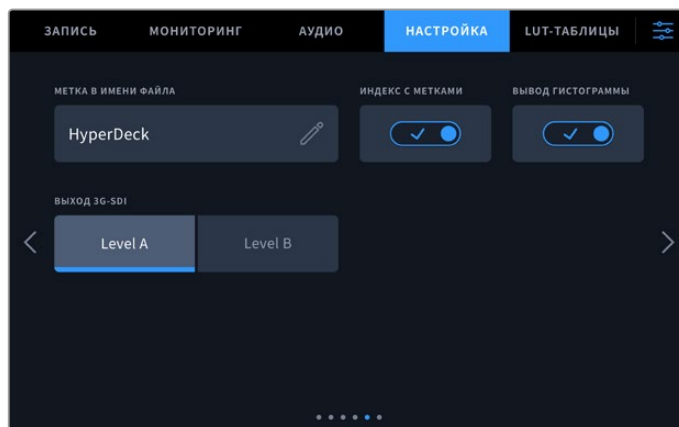 ЗАПИСЬ МОНИТОРИНГ АУДИО НАСТРОЙКА LUT-ТАБЛИЦЫ
МЕТКА В ИМЕНИ ФАЙЛА ИНДЕКС С МЕТКАМИ ВЫВОД ГИСТОГРАММЫ
HyperDeck
ВЫХОД 3G-SDI
Level A Level B